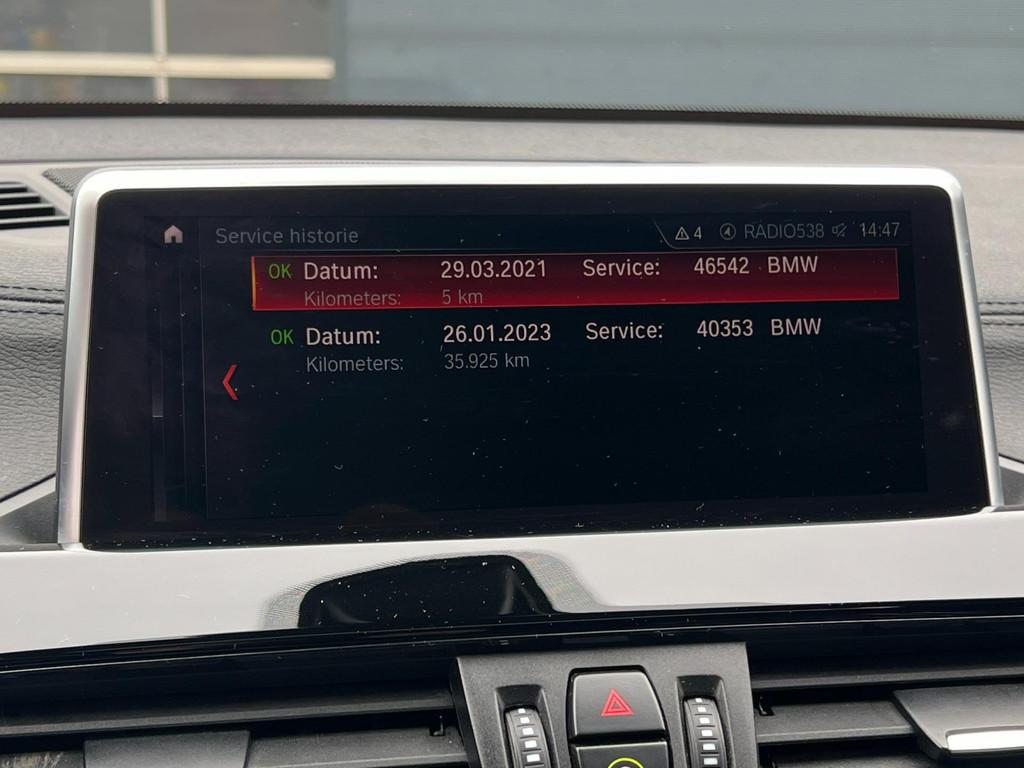 Service historie
4 RADIO538 14:47
OK Datum: 29.03.2021 Service: 46542 BMW
Kilometers: 5 km
OK Datum: 26.01.2023 Service: 40353 BMW
Kilometers: 35.925 km